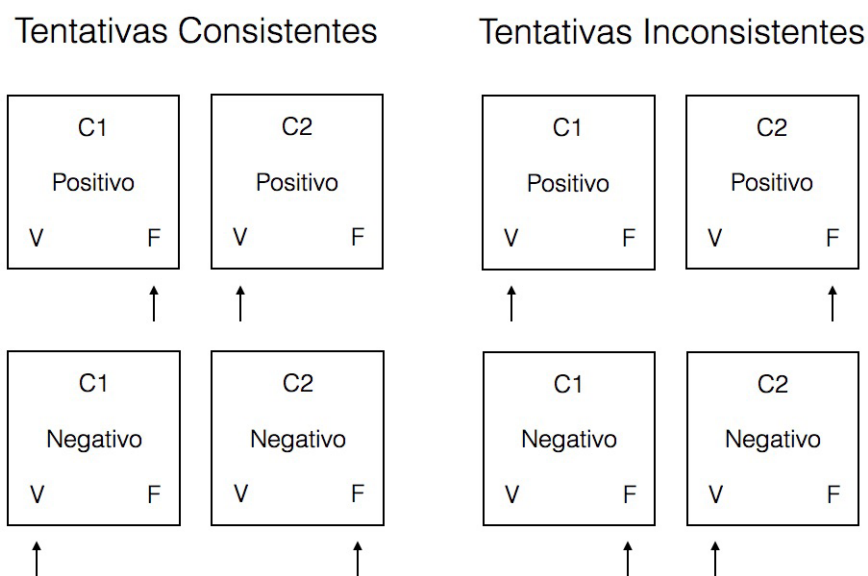 Tentativas Consistentes
C1
Positivo
V F
C2
Positivo
V F
C1
Negativo
V F
C2
Negativo
V F
Tentativas Inconsistentes
C1
Positivo
V F
C2
Positivo
V F
C1
Negativo
V F
C2
Negativo
V F